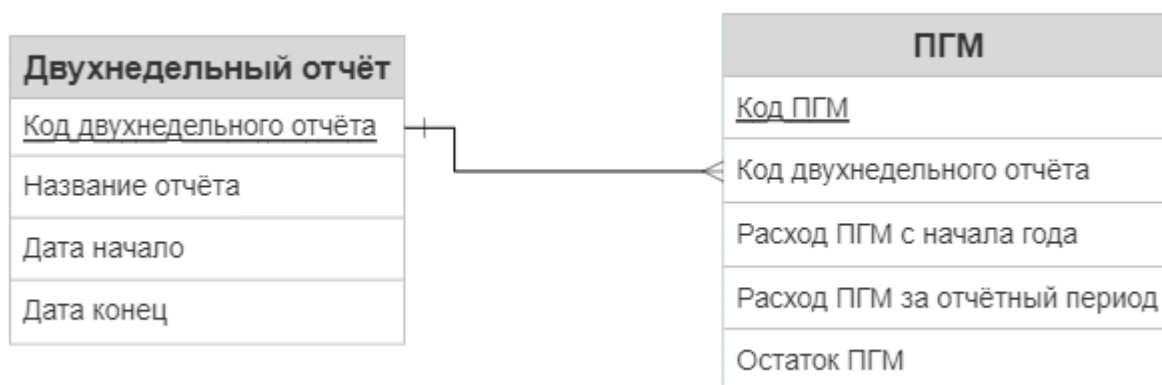 Двухнедельный отчёт
Код двухнедельного отчёта
Название отчёта
Дата начало
Дата конец
ПГМ
Код ПГМ
Код двухнедельного отчёта
Расход ПГМ с начала года
Расход ПГМ за отчётный период
Остаток ПГМ